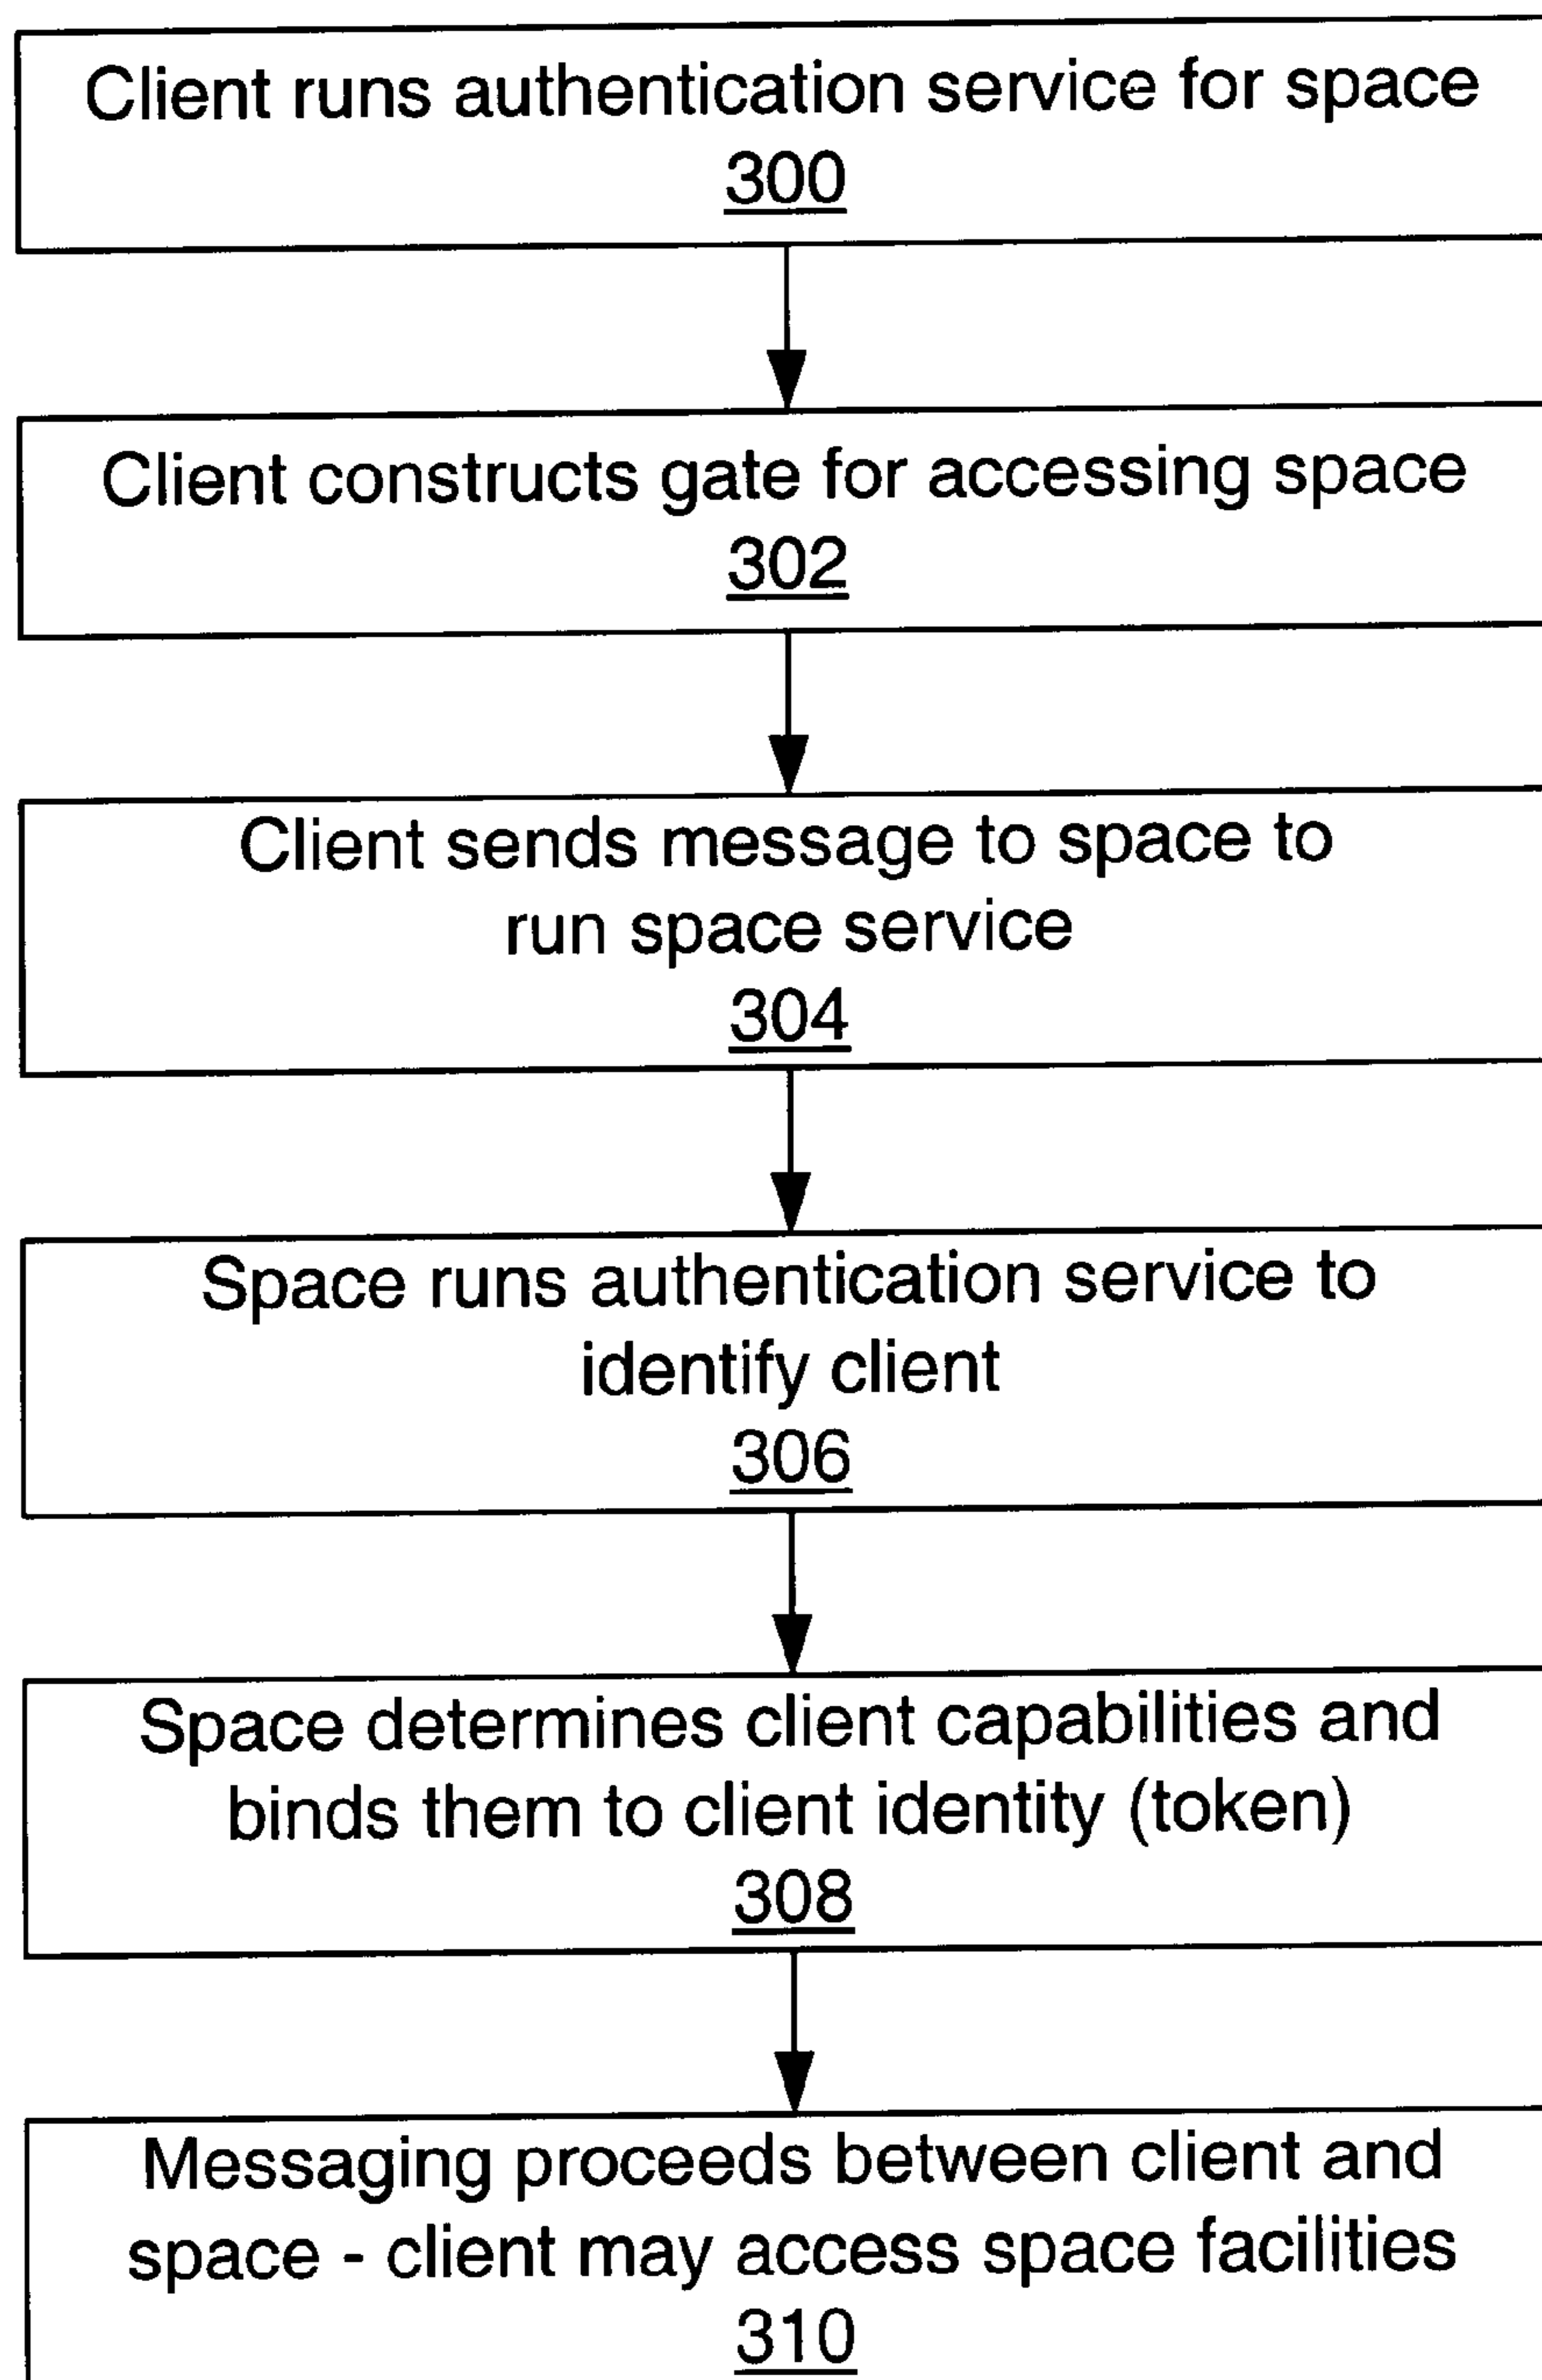 Client runs authentication service for space
300
Client constructs gate for accessing space
302
Client sends message to space to
run space service
304
Space runs authentication service to
identify client
306
Space determines client capabilities and
binds them to client identity (token)
308
Messaging proceeds between client and
space - client may access space facilities
310